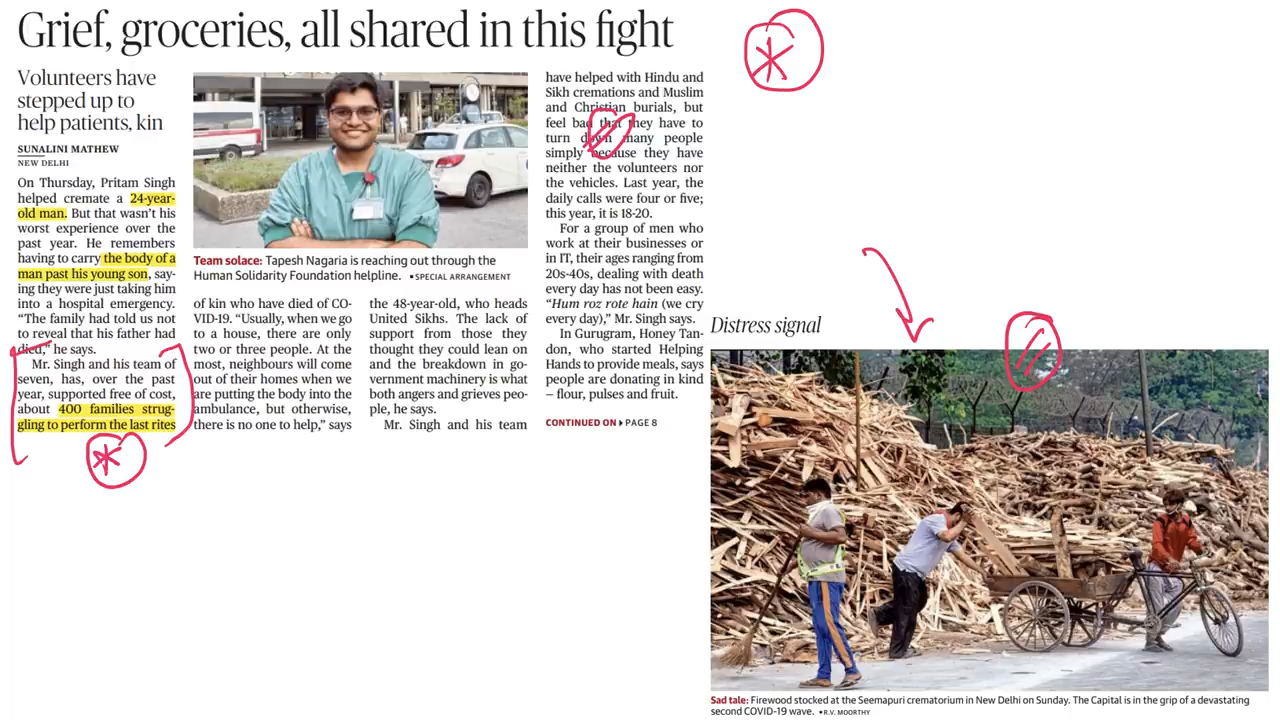 Grief, groceries, all shared in this fight
Volunteers have
stepped up to
help patients, kin
SUNALINI MATHEW
NEW DELHI
On Thursday, Pritam Singh
helped cremate a 24-year-
old man. But that wasn't his
worst experience over the
past year. He remembers
having to carry the body of a
man past his young son, say-
ing they were just taking him
into a hospital emergency.
“The family had told us not
to reveal that his father had
died,” he says.
Mr. Singh and his team of
seven, has, over the past
year, supported free of cost,
about 400 families strug-
gling to perform the last rites
Team solace: Tapesh Nagaria is reaching out through the
Human Solidarity Foundation helpline. ▪ SPECIAL ARRANGEMENT
of kin who have died of CO-
VID-19. “Usually, when we go
to a house, there are only
two or three people. At the
most, neighbours will come
out of their homes when we
are putting the body into the
ambulance, but otherwise,
there is no one to help,” says
the 48-year-old, who heads
United Sikhs. The lack of
support from those they
thought they could lean on
and the breakdown in go-
vernment machinery is what
both angers and grieves peo-
ple, he says.
Mr. Singh and his team
have helped with Hindu and
Sikh cremations and Muslim
and Christian burials, but
feel bad that they have to
turn down many people
simply because they have
neither the volunteers nor
the vehicles. Last year, the
daily calls were four or five;
this year, it is 18-20.
For a group of men who
work at their businesses or
in IT, their ages ranging from
20s-40s, dealing with death
every day has not been easy.
“Hum roz rote hain (we cry
every day),” Mr. Singh says.
In Gurugram, Honey Tan-
don, who started Helping
Hands to provide meals, says
people are donating in kind
– flour, pulses and fruit.
CONTINUED ON ▸ PAGE 8
Distress signal
Sad tale: Firewood stocked at the Seemapuri crematorium in New Delhi on Sunday. The Capital is in the grip of a devastating
second COVID-19 wave. ▪ R.V. MOORTHY